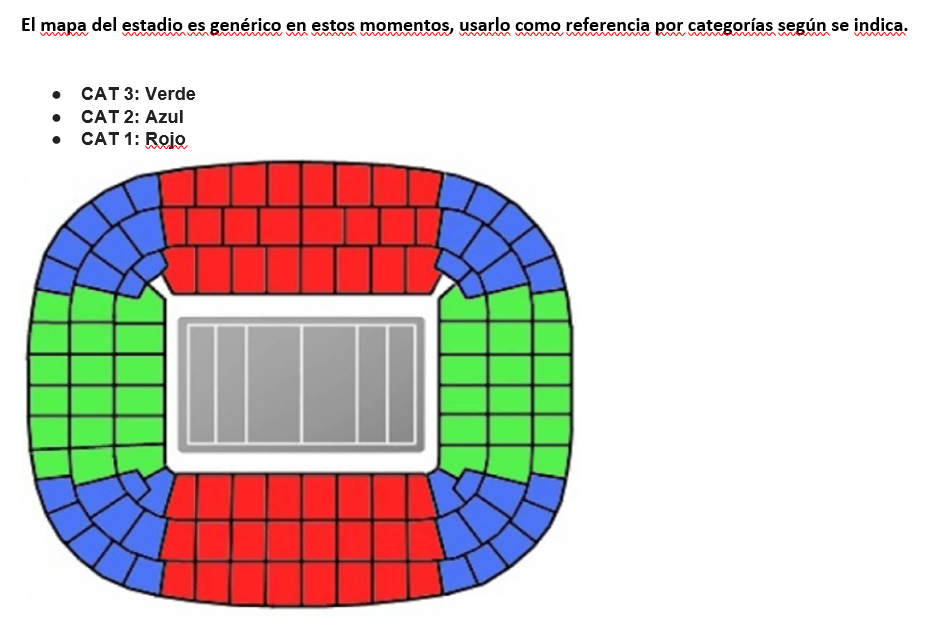 El mapa del estadio es genérico en estos momentos, usarlo como referencia por categorías según se indica.
• CAT 3: Verde
• CAT 2: Azul
• CAT 1: Rojo